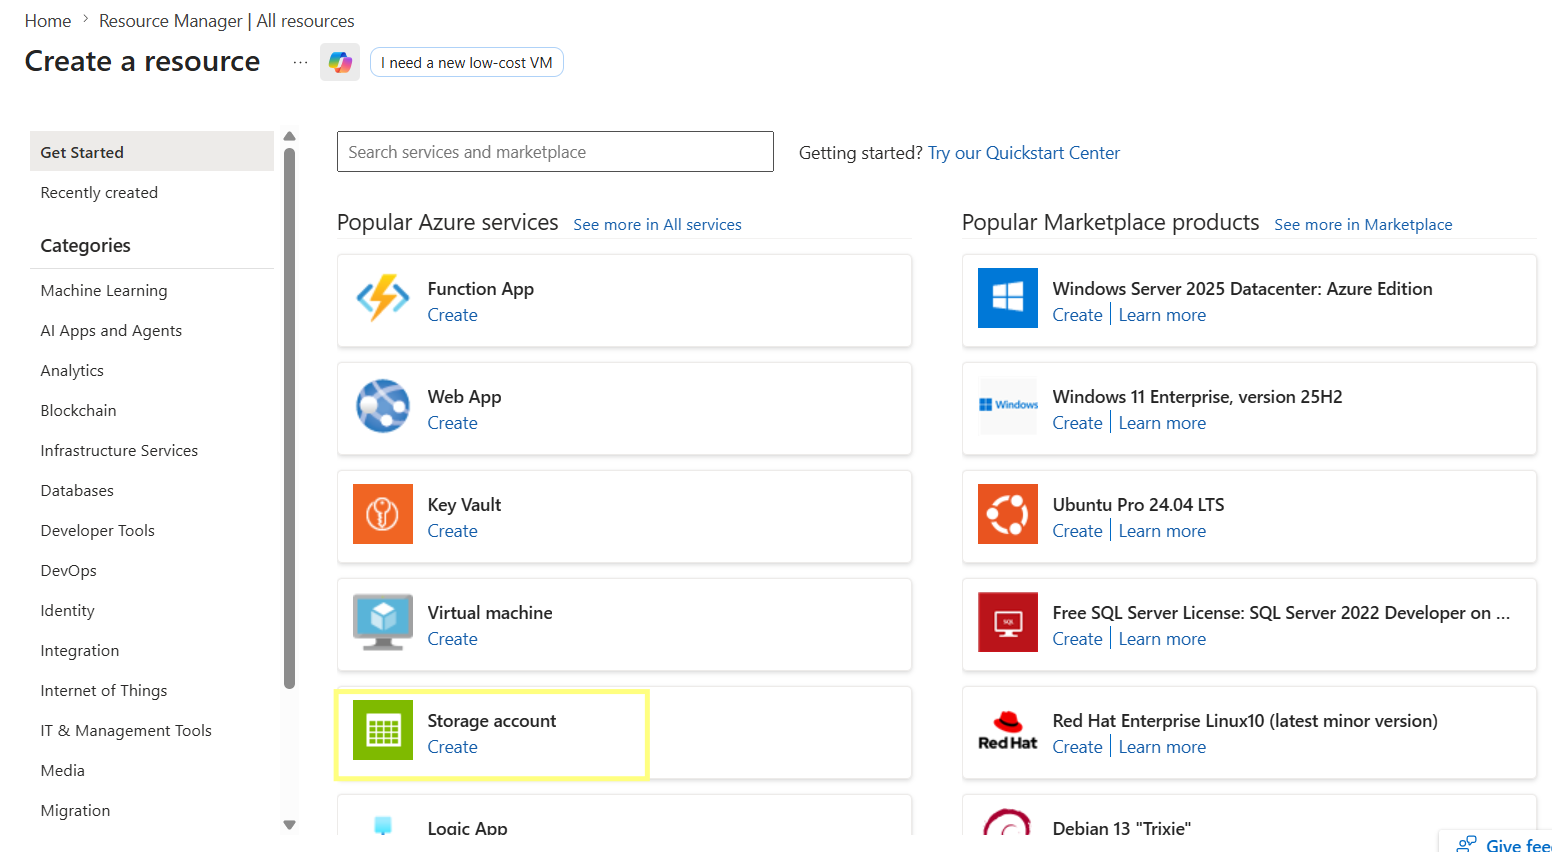 Home > Resource Manager | All resources
Create a resource ... I need a new low-cost VM
Get Started
Recently created
Categories
Machine Learning
AI Apps and Agents
Analytics
Blockchain
Infrastructure Services
Databases
Developer Tools
DevOps
Identity
Integration
Internet of Things
IT & Management Tools
Media
Migration
Search services and marketplace
Getting started? Try our Quickstart Center
Popular Azure services See more in All services
Function App
Create
Web App
Create
Key Vault
Create
Virtual machine
Create
Storage account
Create
Logic App
Popular Marketplace products See more in Marketplace
Windows Server 2025 Datacenter: Azure Edition
Create | Learn more
Windows
Windows 11 Enterprise, version 25H2
Create | Learn more
Ubuntu Pro 24.04 LTS
Create | Learn more
SQL
Free SQL Server License: SQL Server 2022 Developer on ...
Create | Learn more
Red Hat
Red Hat Enterprise Linux10 (latest minor version)
Create | Learn more
Debian 13 "Trixie"
Give fee